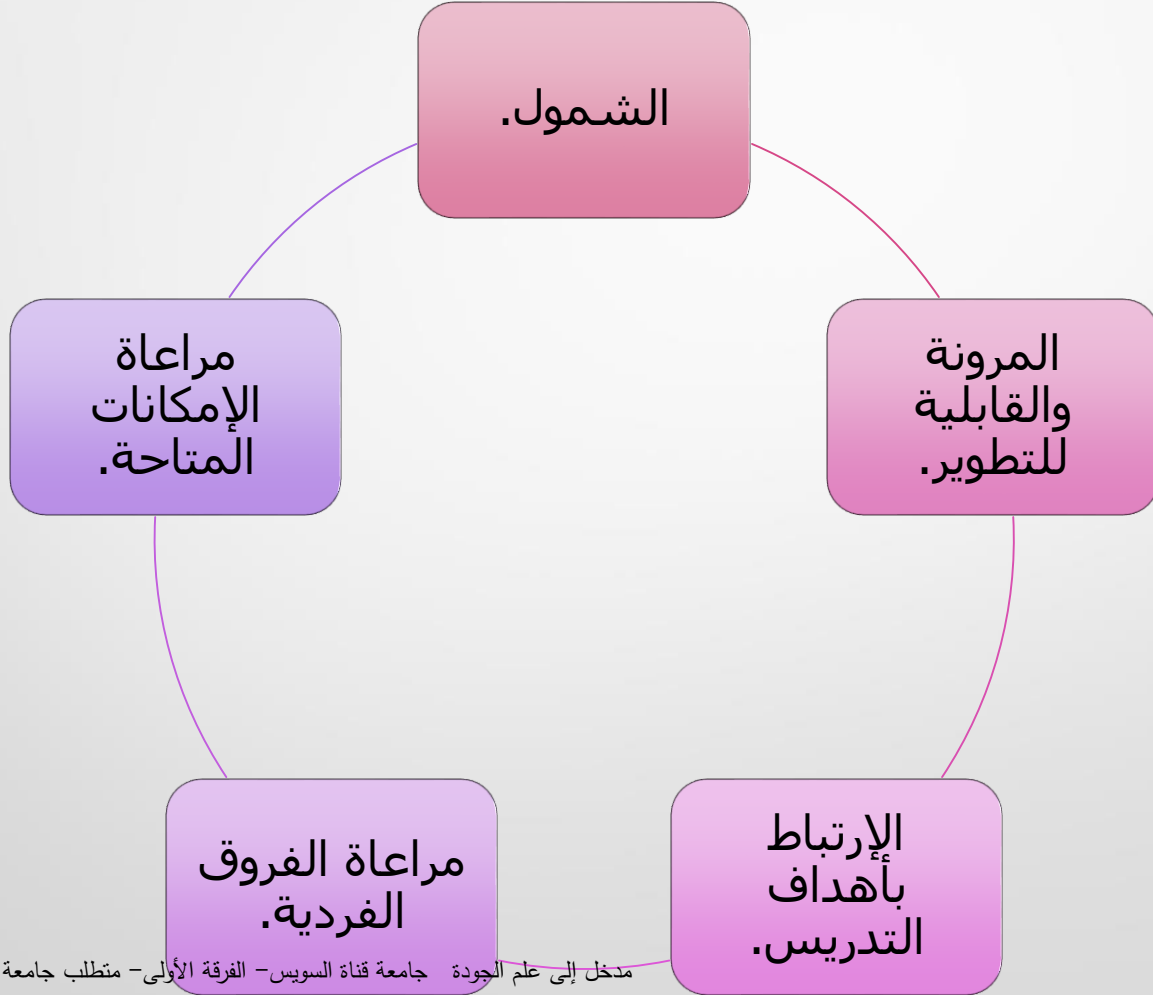 الشمول.
المرونة
والقابلية
للتطوير.
الإرتباط
بأهداف
التدريس.
مراعاة الفروق
الفردية.
مراعاة
الإمكانات
المتاحة.
مدخل إلى علم الجودة   جامعة قناة السويس– الفرقة الأولى– متطلب جامعة